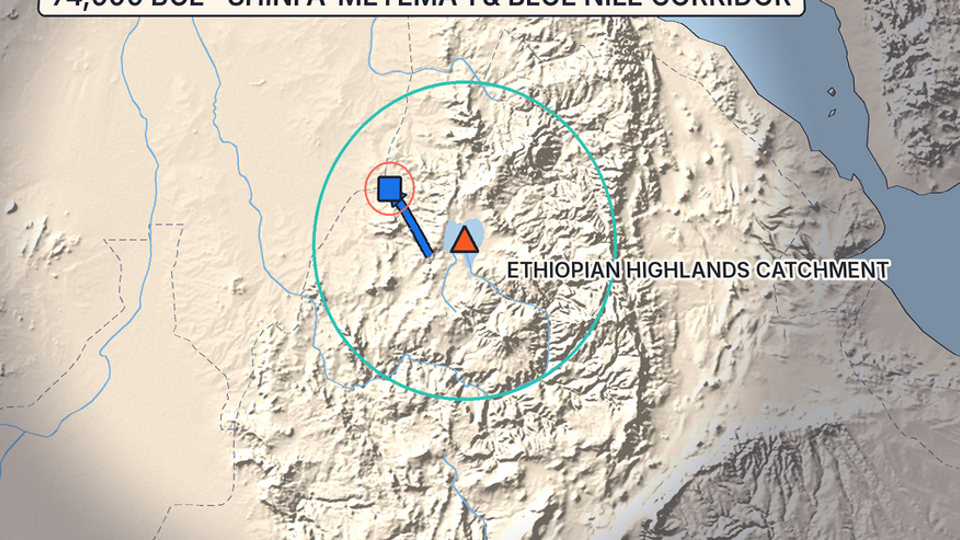 74,000 BCE · SHINFA-METEMA 1 & BLUE NILE CORRIDOR
ETHIOPIAN HIGHLANDS CATCHMENT